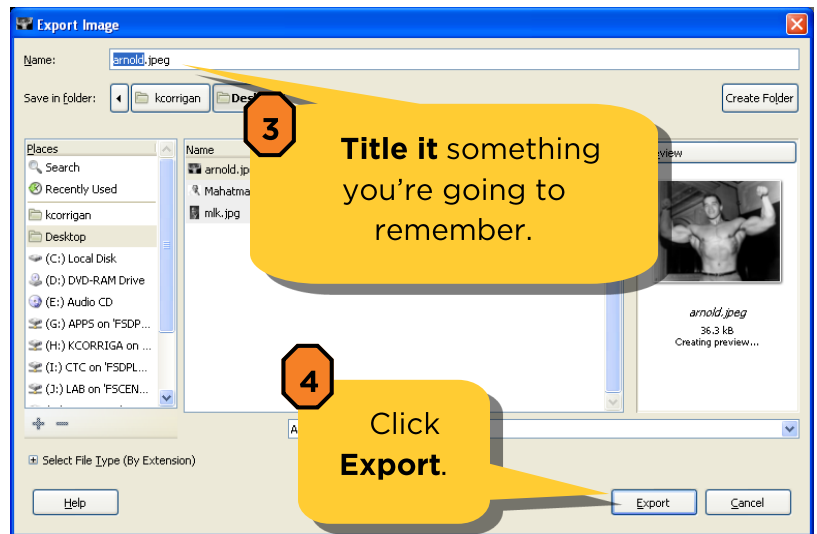 Export Image
Name:
arnold.jpeg
Save in folder:
kcorrigan
Create Folder
3
Title it something
you're going to
remember.
Places
Search
Recently Used
kcorrigan
Desktop
(C:) Local Disk
(D:) DVD-RAM Drive
(E:) Audio CD
(G:) APPS on 'FSDP...
(H:) KCORRIGA on ...
(I:) CTC on 'FSDPL...
(J:) LAB on 'FSCEN...
Name
arnold.jp
Mahatma
mlk.jpg
arnold.jpeg
36.3 kB
Creating preview...
4
Click
Export.
Select File Type (By Extension)
Help
Export
Cancel